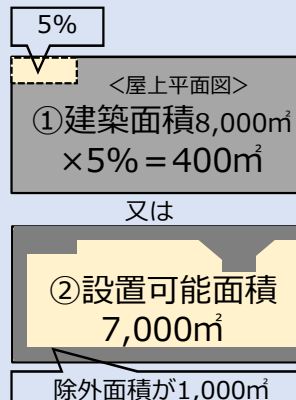 5%
<屋上平面図>
①建築面積8,000㎡
×5%＝400㎡
又は
②設置可能面積
7,000㎡
除外面積が1,000㎡